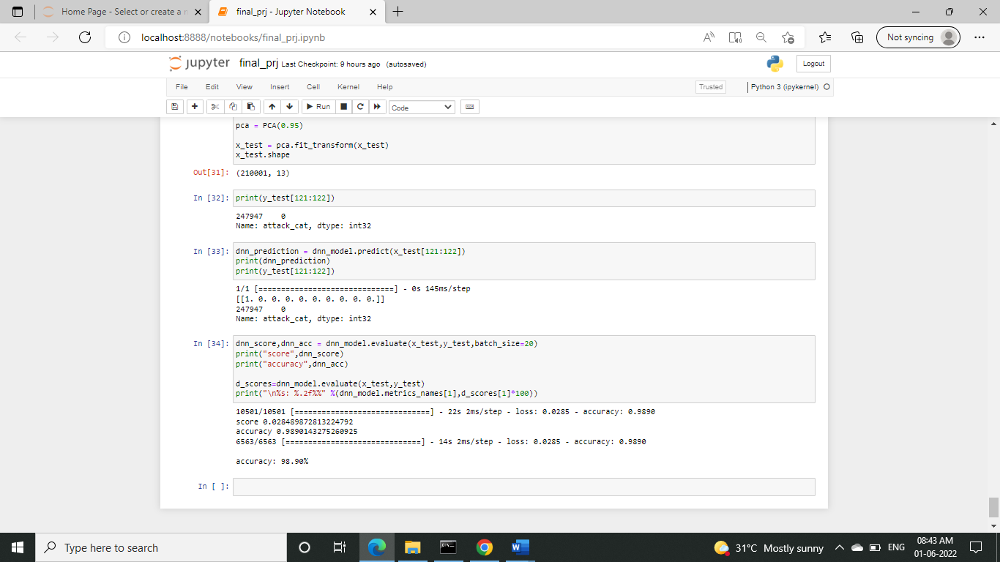 Home Page - Select or create a n
final_prj - Jupyter Notebook
localhost:8888/notebooks/final_prj.ipynb
Not syncing
jupyter final_prj Last Checkpoint: 9 hours ago (autosaved)
Logout
File Edit View Insert Cell Kernel Help
Trusted
Python 3 (ipykernel)
Run
Code
pca = PCA(0.95)
x_test = pca.fit_transform(x_test)
x_test.shape
Out[31]: (210001, 13)
In [32]: print(y_test[121:122])
247947    0
Name: attack_cat, dtype: int32
In [33]: dnn_prediction = dnn_model.predict(x_test[121:122])
print(dnn_prediction)
print(y_test[121:122])
1/1 [==============================] - 0s 145ms/step
[[1. 0. 0. 0. 0. 0. 0. 0. 0. 0.]]
247947    0
Name: attack_cat, dtype: int32
In [34]: dnn_score,dnn_acc = dnn_model.evaluate(x_test,y_test,batch_size=20)
print("score",dnn_score)
print("accuracy",dnn_acc)
d_scores=dnn_model.evaluate(x_test,y_test)
print("\n%s: %.2f%%" %(dnn_model.metrics_names[1],d_scores[1]*100))
10501/10501 [==============================] - 22s 2ms/step - loss: 0.0285 - accuracy: 0.9890
score 0.028489872813224792
accuracy 0.9890143275260925
6563/6563 [==============================] - 14s 2ms/step - loss: 0.0285 - accuracy: 0.9890
accuracy: 98.90%
In [ ]:
Type here to search
31°C Mostly sunny
ENG
08:43 AM
01-06-2022